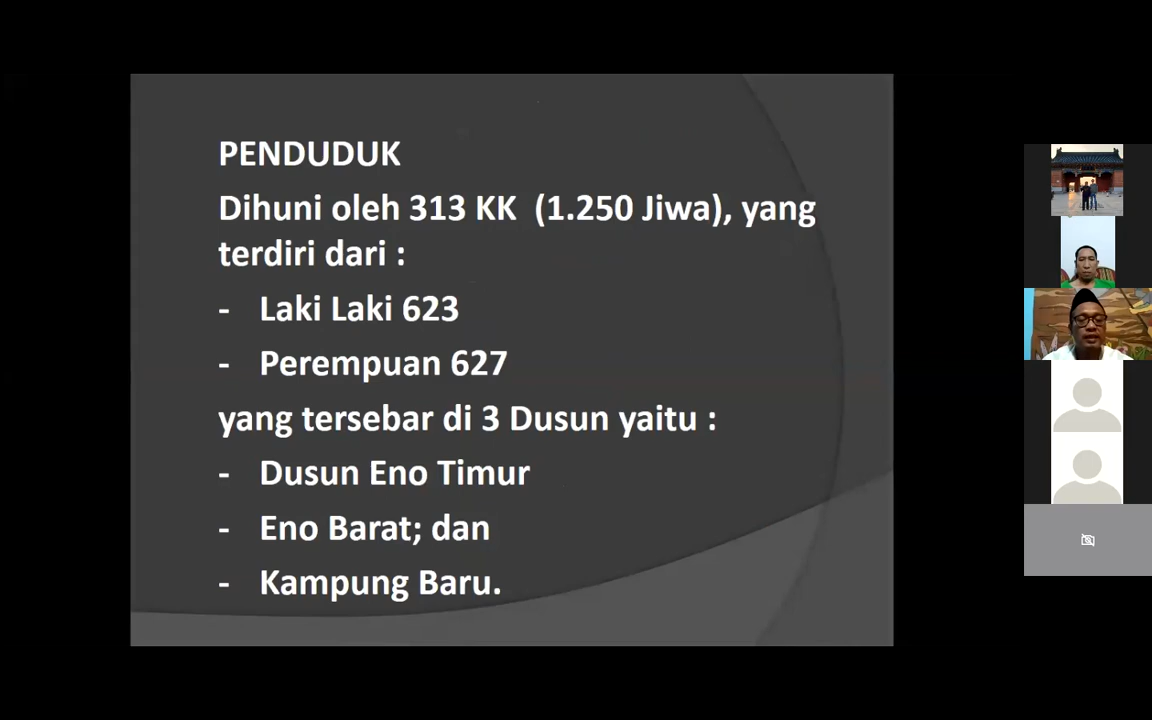 PENDUDUK
Dihuni oleh 313 KK (1.250 Jiwa), yang
terdiri dari :
- Laki Laki 623
- Perempuan 627
yang tersebar di 3 Dusun yaitu :
- Dusun Eno Timur
- Eno Barat; dan
- Kampung Baru.